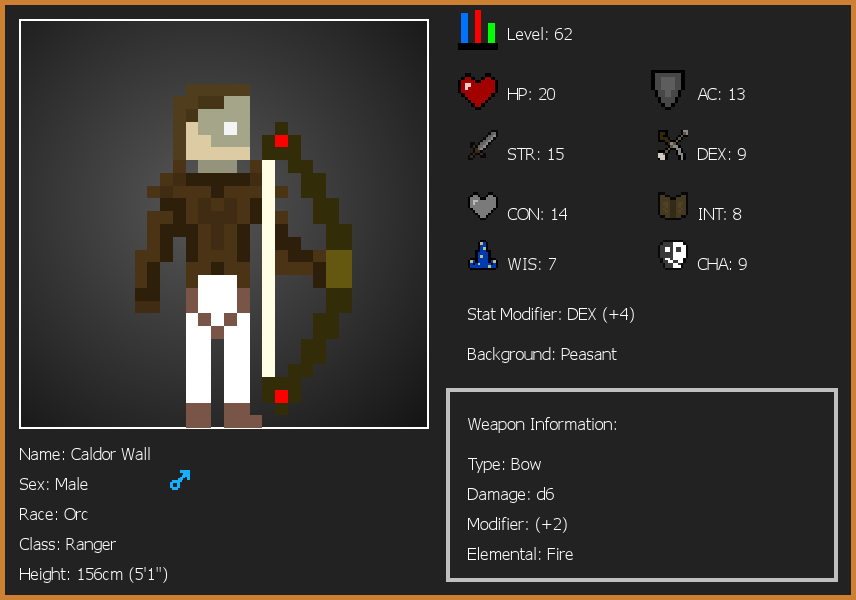 Level: 62
HP: 20
AC: 13
STR: 15
DEX: 9
CON: 14
INT: 8
WIS: 7
CHA: 9
Stat Modifier: DEX (+4)
Background: Peasant
Weapon Information:
Type: Bow
Damage: d6
Modifier: (+2)
Elemental: Fire
Name: Caldor Wall
Sex: Male
Race: Orc
Class: Ranger
Height: 156cm (5'1")